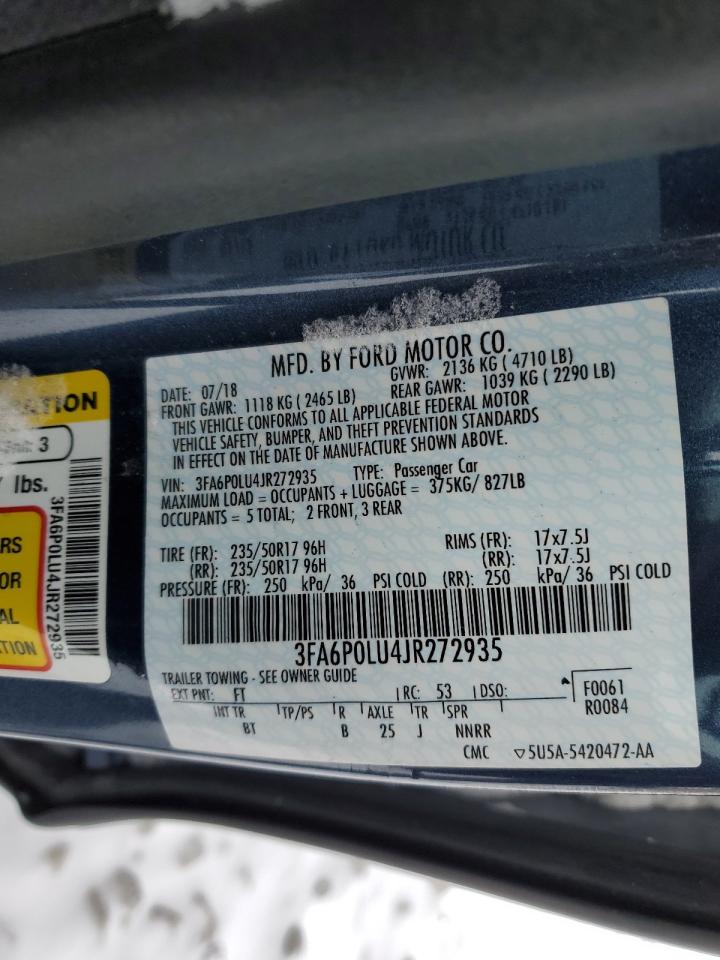 MFD. BY FORD MOTOR CO.
DATE: 07/18
GVWR: 2136 KG ( 4710 LB)
FRONT GAWR: 1118 KG ( 2465 LB)
REAR GAWR: 1039 KG ( 2290 LB)
THIS VEHICLE CONFORMS TO ALL APPLICABLE FEDERAL MOTOR
VEHICLE SAFETY, BUMPER, AND THEFT PREVENTION STANDARDS
IN EFFECT ON THE DATE OF MANUFACTURE SHOWN ABOVE.
VIN: 3FA6P0LU4JR272935 TYPE: Passenger Car
MAXIMUM LOAD = OCCUPANTS + LUGGAGE = 375KG/ 827LB
OCCUPANTS = 5 TOTAL; 2 FRONT, 3 REAR
TIRE (FR): 235/50R17 96H RIMS (FR): 17x7.5J
(RR): 235/50R17 96H (RR): 17x7.5J
PRESSURE (FR): 250 kPa/ 36 PSI COLD (RR): 250 kPa/ 36 PSI COLD
3FA6P0LU4JR272935
TRAILER TOWING - SEE OWNER GUIDE
EXT PNT: FT RC: 53 DSO: F0061
R0084
INT TR TP/PS R AXLE TR SPR
BT B 25 J NNRR
CMC ▽5U5A-5420472-AA
3
lbs.
3FA6P0LU4JR272935